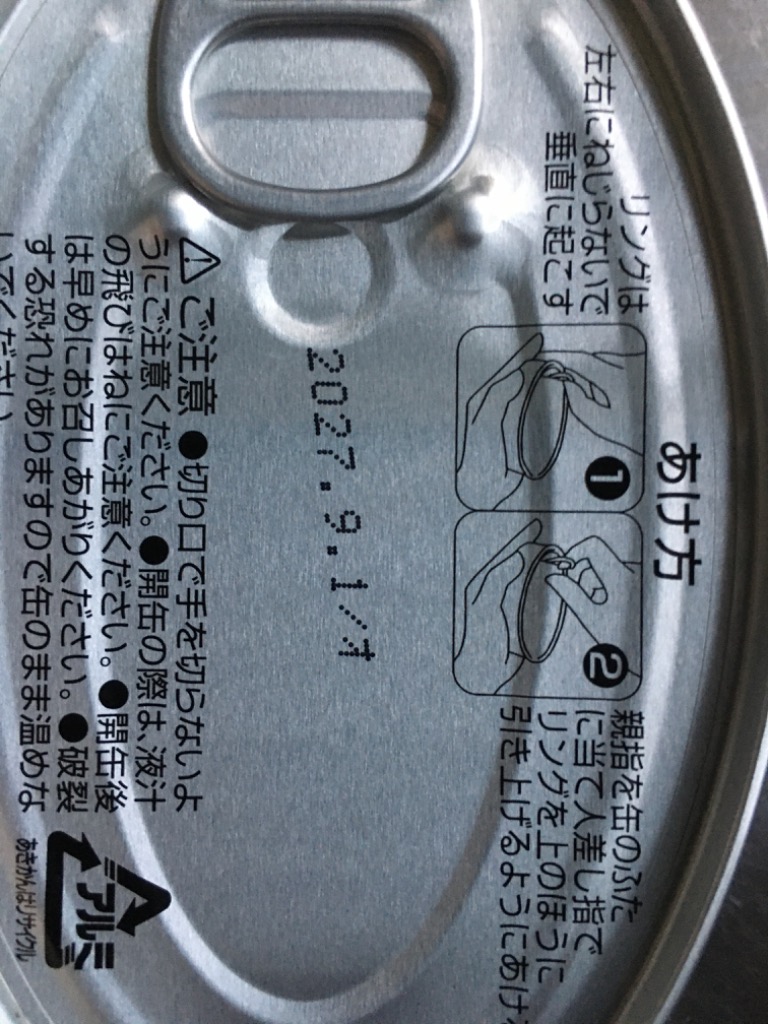 あけ方
リングは
左右にねじらないで
垂直に起こす
1
2
親指を缶のふた
に当て人差し指で
リングを上のほうに
引き上げるようにあけ
2027.9.1/オ
⚠ご注意 ●切り口で手を切らないよ
うにご注意ください。●開缶の際は、液汁
の飛びはねにご注意ください。●開缶後
は早めにお召しあがりください。●破裂
する恐れがありますので缶のまま温めな
いでください
アルミ
あきかんはリサイクル